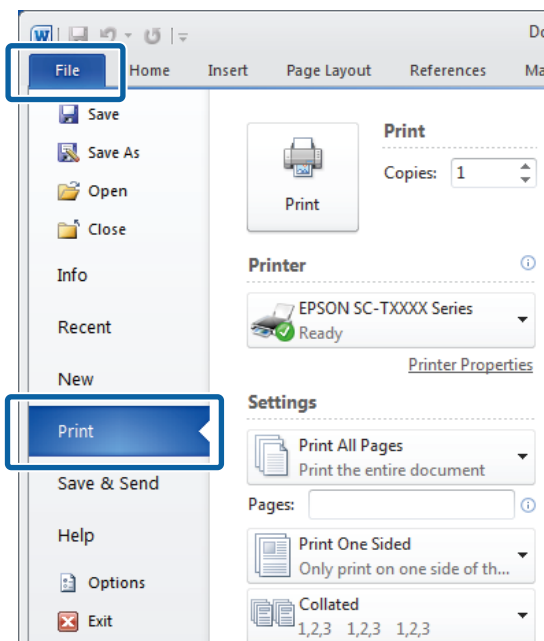 W
Do
File Home Insert Page Layout References Ma
Save
Save As
Open
Close
Info
Recent
New
Print
Save & Send
Help
Options
Exit
Print
Print
Copies: 1
Printer
EPSON SC-TXXXX Series
Ready
Printer Properties
Settings
Print All Pages
Print the entire document
Pages:
Print One Sided
Only print on one side of th...
Collated
1,2,3 1,2,3 1,2,3